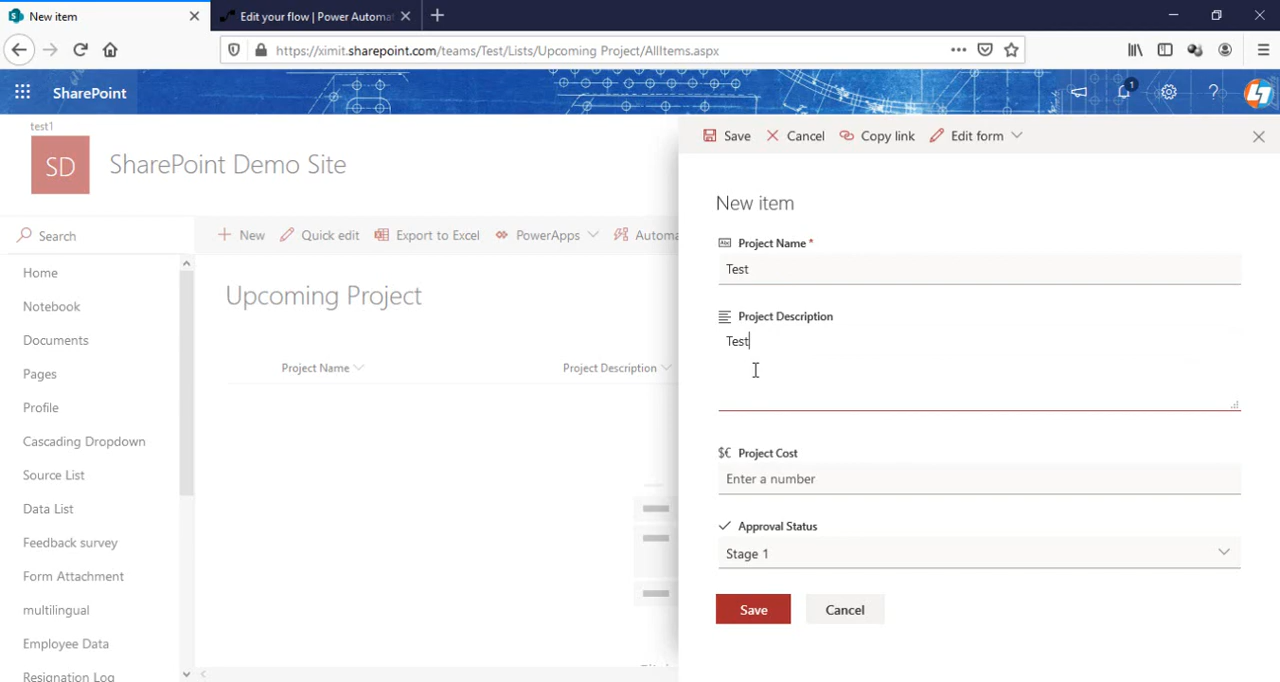 New item
Edit your flow | Power Automat
https://ximit.sharepoint.com/teams/Test/Lists/Upcoming Project/AllItems.aspx
SharePoint
1
?
test1
SD
SharePoint Demo Site
Save
Cancel
Copy link
Edit form
Search
New
Quick edit
Export to Excel
PowerApps
Automa
Home
Notebook
Documents
Pages
Profile
Cascading Dropdown
Source List
Data List
Feedback survey
Form Attachment
multilingual
Employee Data
Resignation Log
Upcoming Project
Project Name
Project Description
New item
Abc Project Name *
Test
Project Description
Test
$€ Project Cost
Enter a number
Approval Status
Stage 1
Save
Cancel